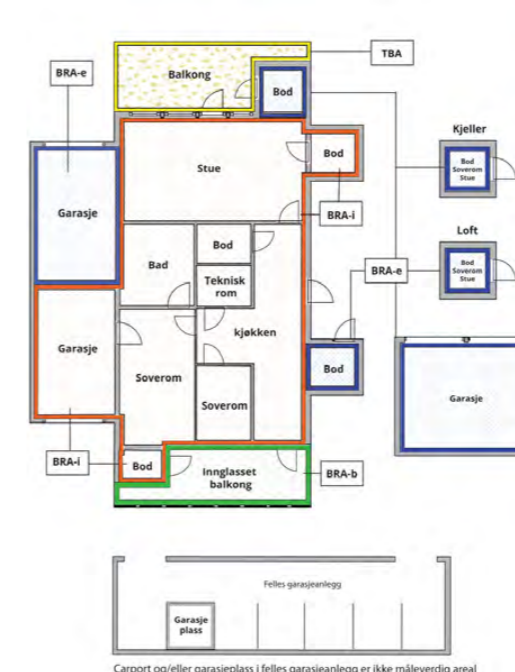 TBA
BRA-e
Balkong
Bod
Kjeller
Bod
Soverom
Stue
Stue
Bod
Garasje
BRA-i
Loft
Bod
Bad
BRA-e
Bod
Soverom
Stue
Teknisk
rom
kjøkken
Garasje
Soverom
Bod
Garasje
Soverom
BRA-i
Bod
Innglasset
balkong
BRA-b
Felles garasjeanlegg
Garasje
plass
Carport og/eller garasjeplass i felles garasjeanlegg er ikke måleverdig areal